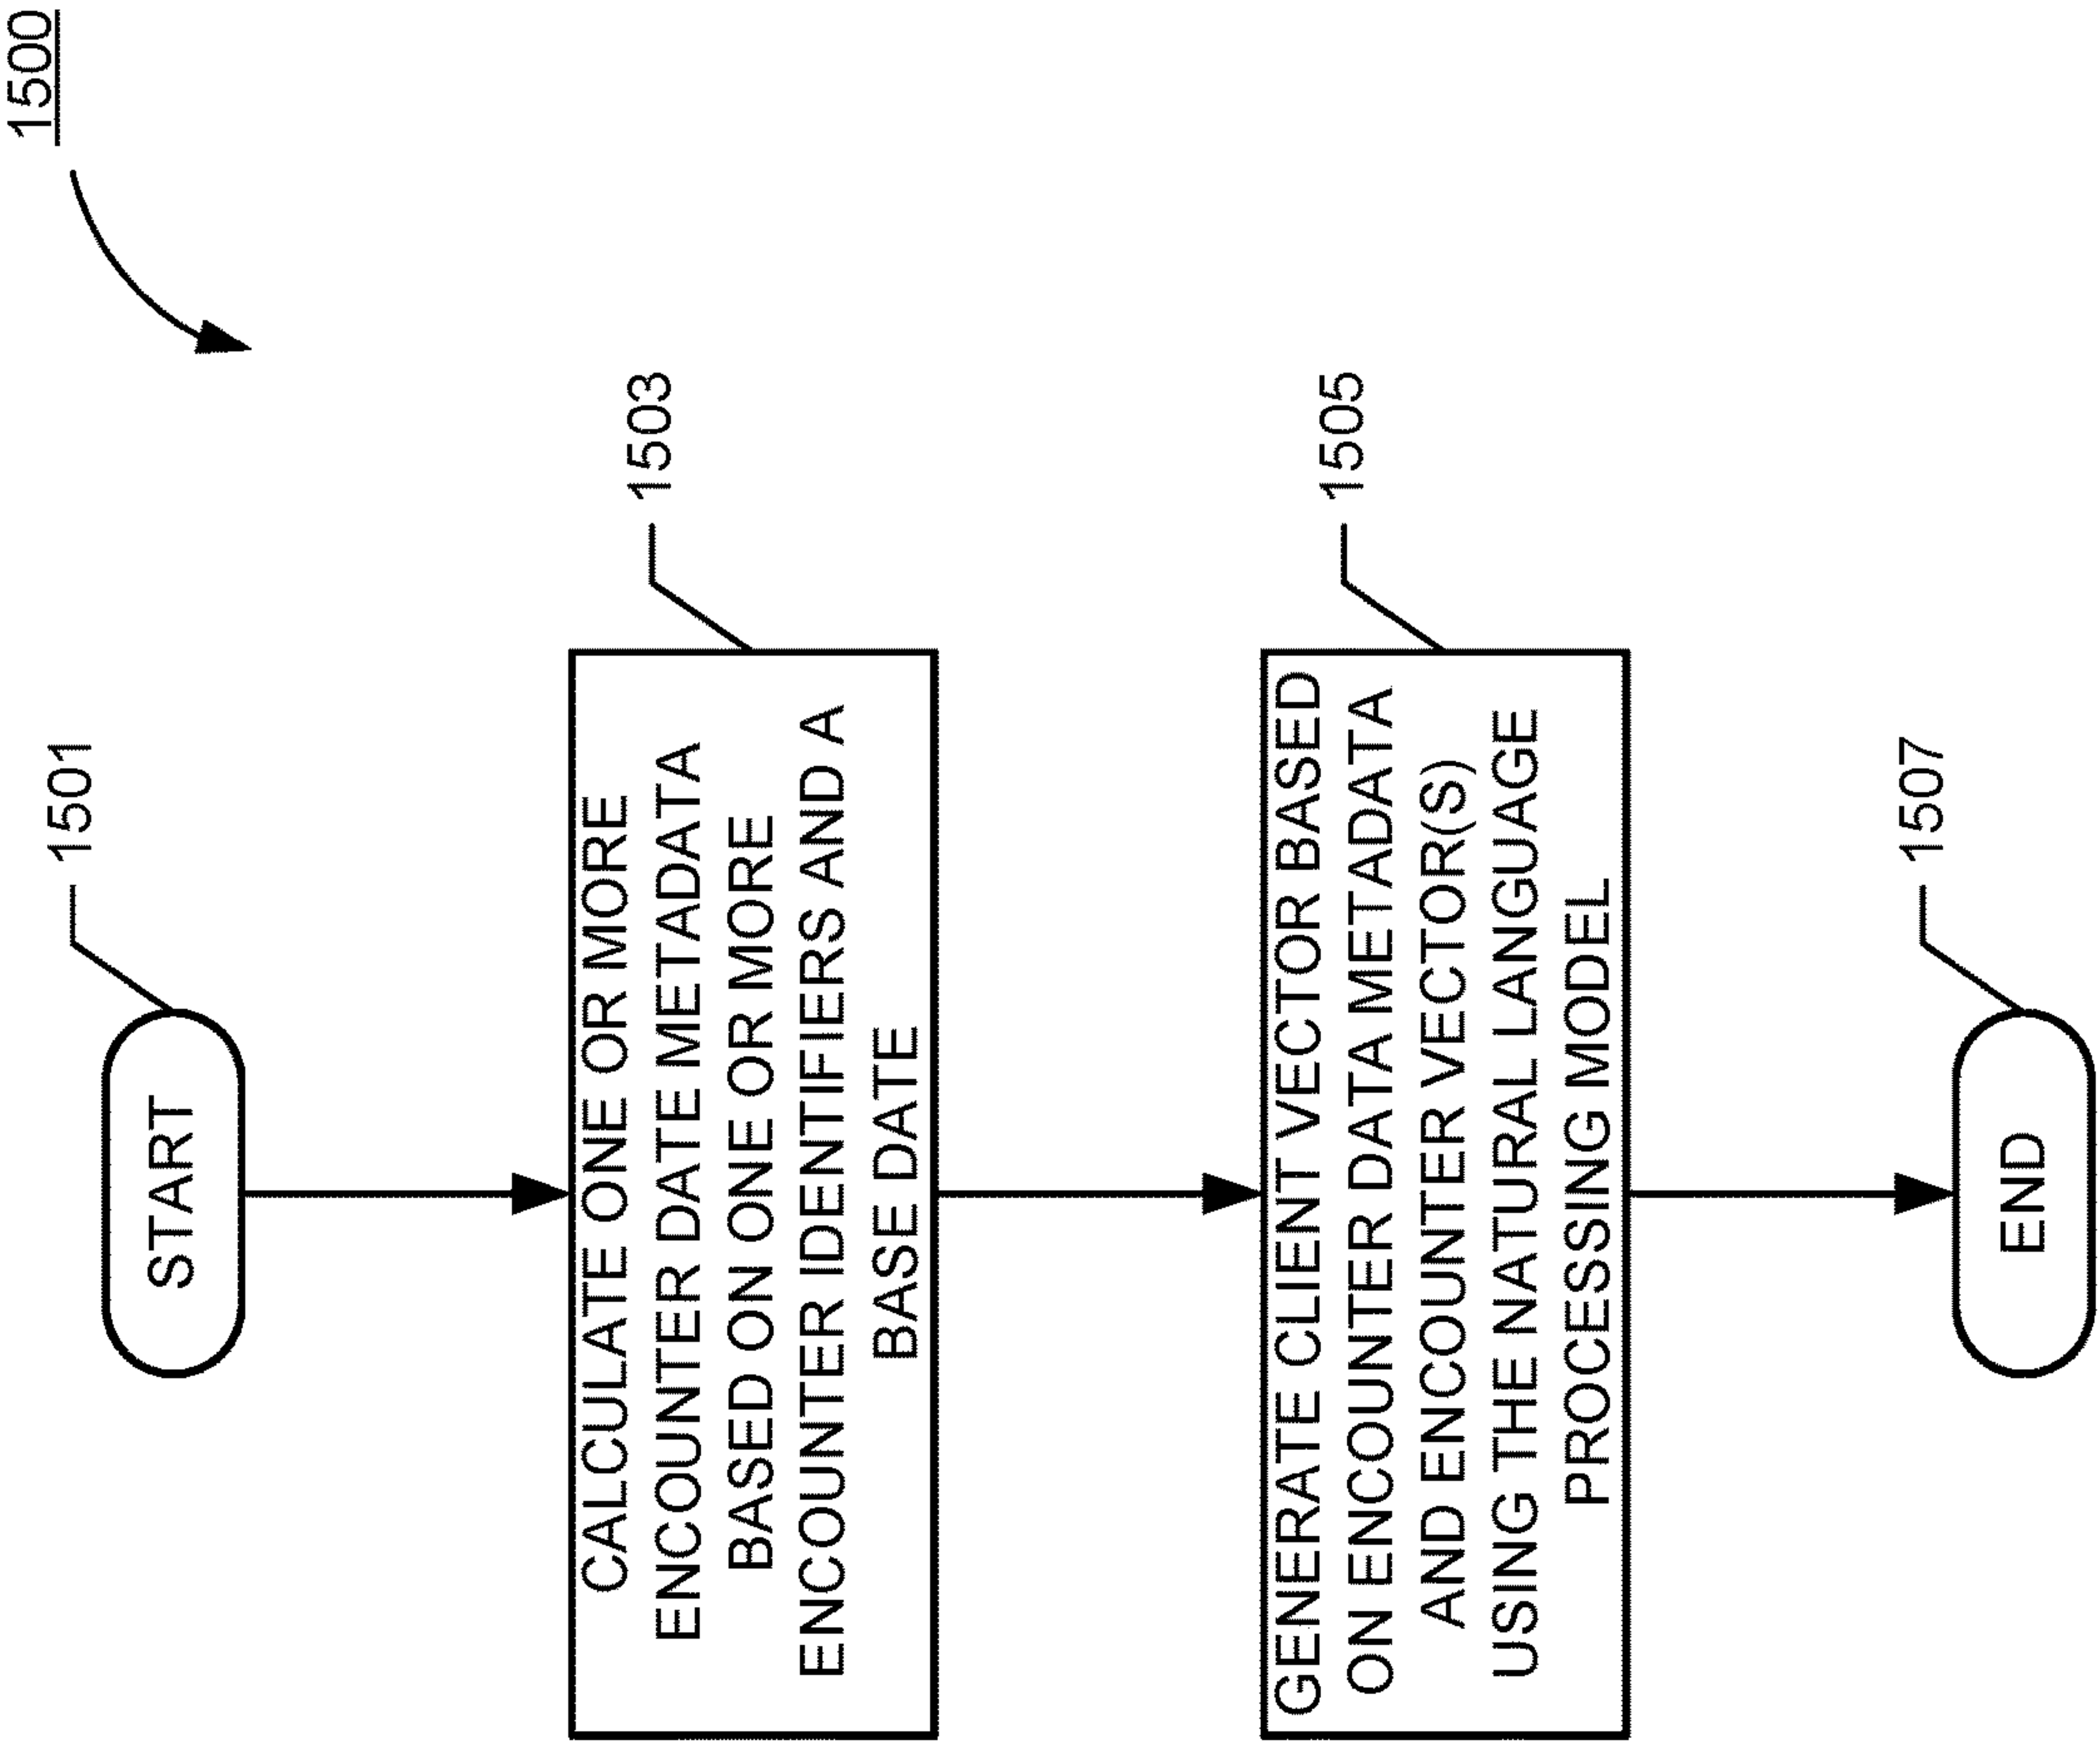 1500
1501
START
1503
CALCULATE ONE OR MORE
ENCOUNTER DATE METADATA
BASED ON ONE OR MORE
ENCOUNTER IDENTIFIERS AND A
BASE DATE
1505
GENERATE CLIENT VECTOR BASED
ON ENCOUNTER DATA METADATA
AND ENCOUNTER VECTOR(S)
USING THE NATURAL LANGUAGE
PROCESSING MODEL
1507
END